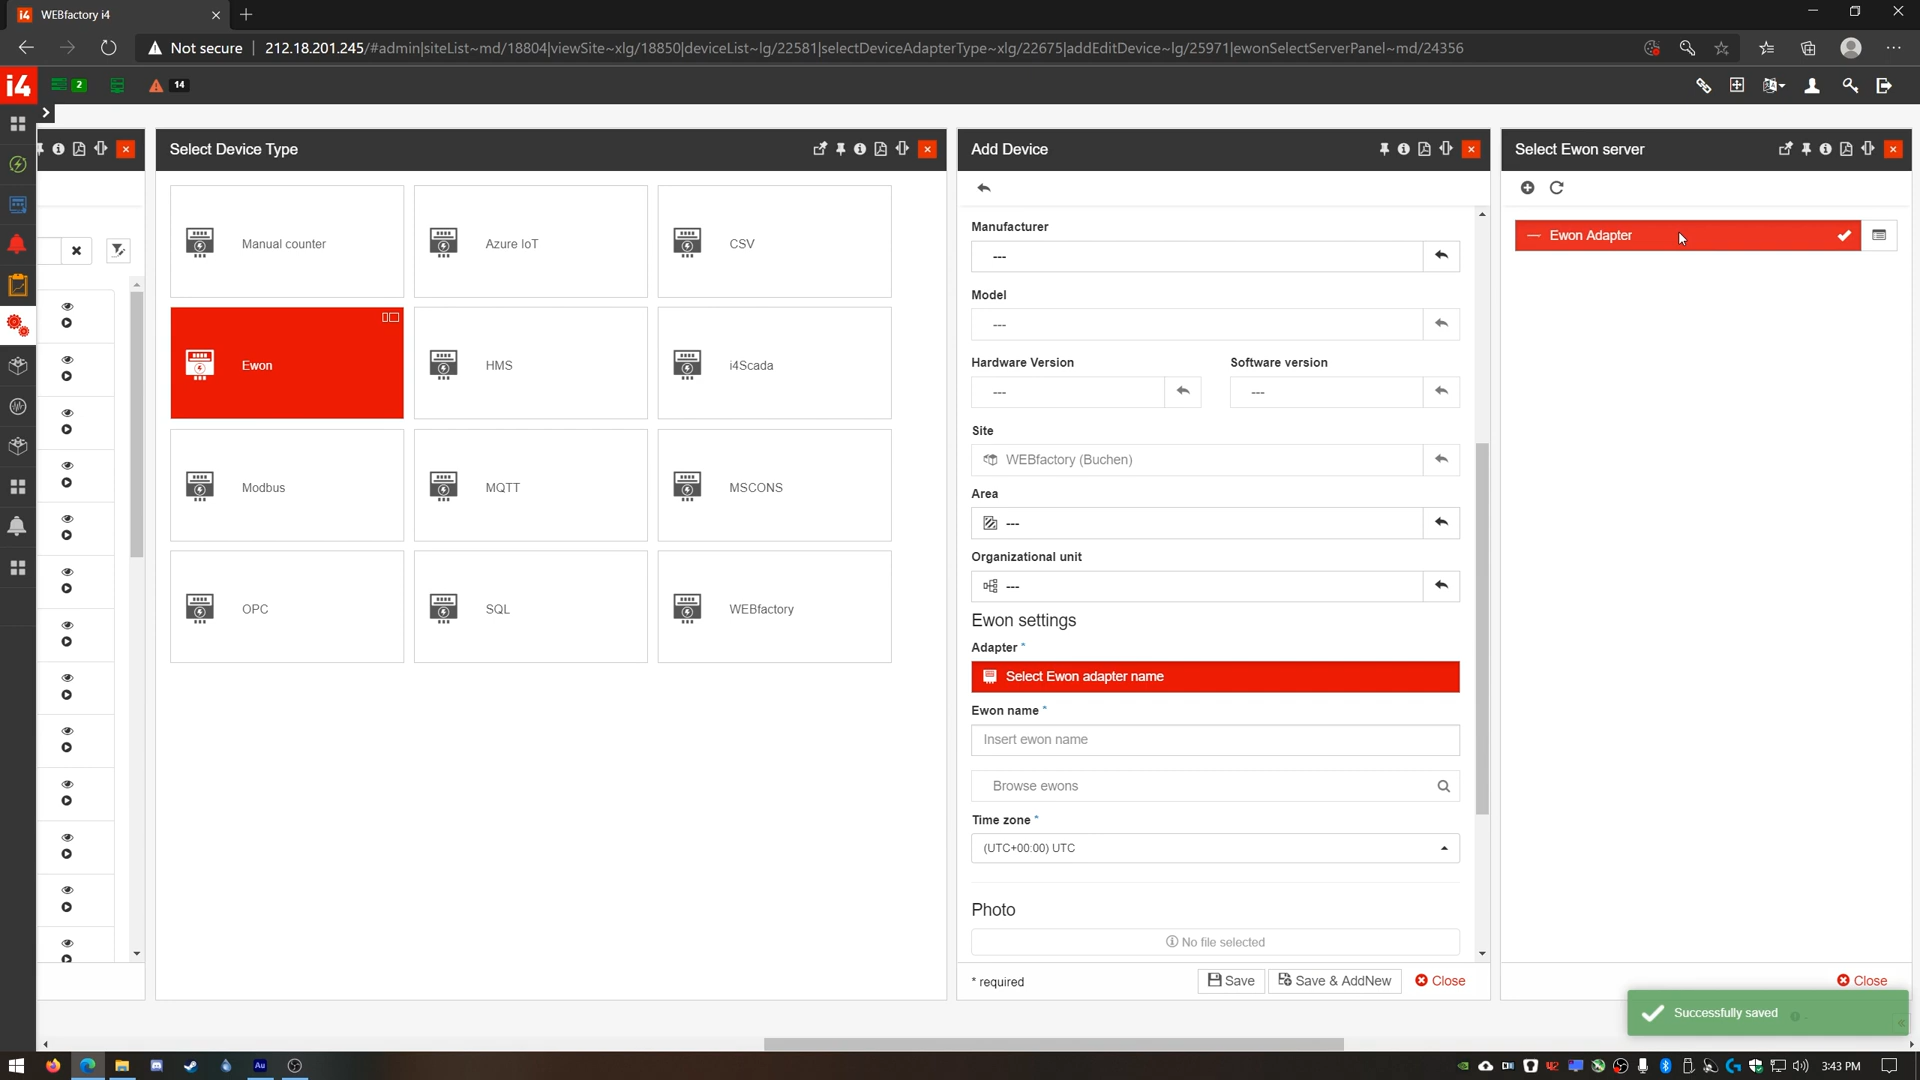 WEBfactory i4
Not secure
212.18.201.245/#admin|siteList~md/18804|viewSite~xlg/18850|deviceList~lg/22581|selectDeviceAdapterType~xlg/22675|addEditDevice~lg/25971|ewonSelectServerPanel~md/24356
i4
2
14
Select Device Type
Add Device
Select Ewon server
Manual counter
Azure IoT
CSV
Ewon
HMS
i4Scada
Modbus
MQTT
MSCONS
OPC
SQL
WEBfactory
Manufacturer
---
Model
---
Hardware Version
Software version
---
---
Site
WEBfactory (Buchen)
Area
---
Organizational unit
---
Ewon settings
Adapter *
Select Ewon adapter name
Ewon name *
Insert ewon name
Browse ewons
Time zone *
(UTC+00:00) UTC
Photo
No file selected
* required
Save
Save & AddNew
Close
Ewon Adapter
Close
Successfully saved
Au
3:43 PM